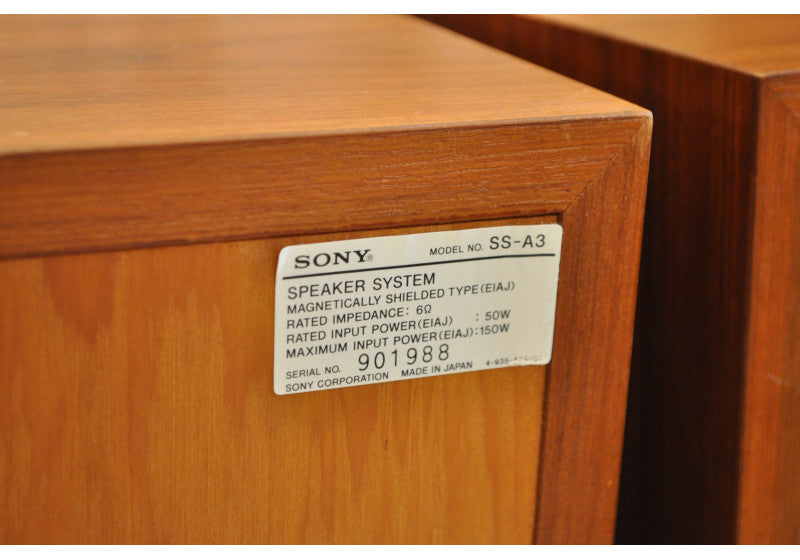 SONY® MODEL NO. SS-A3
SPEAKER SYSTEM
MAGNETICALLY SHIELDED TYPE(EIAJ)
RATED IMPEDANCE: 6Ω
RATED INPUT POWER(EIAJ) : 50W
MAXIMUM INPUT POWER(EIAJ):150W
SERIAL NO. 901988
SONY CORPORATION MADE IN JAPAN